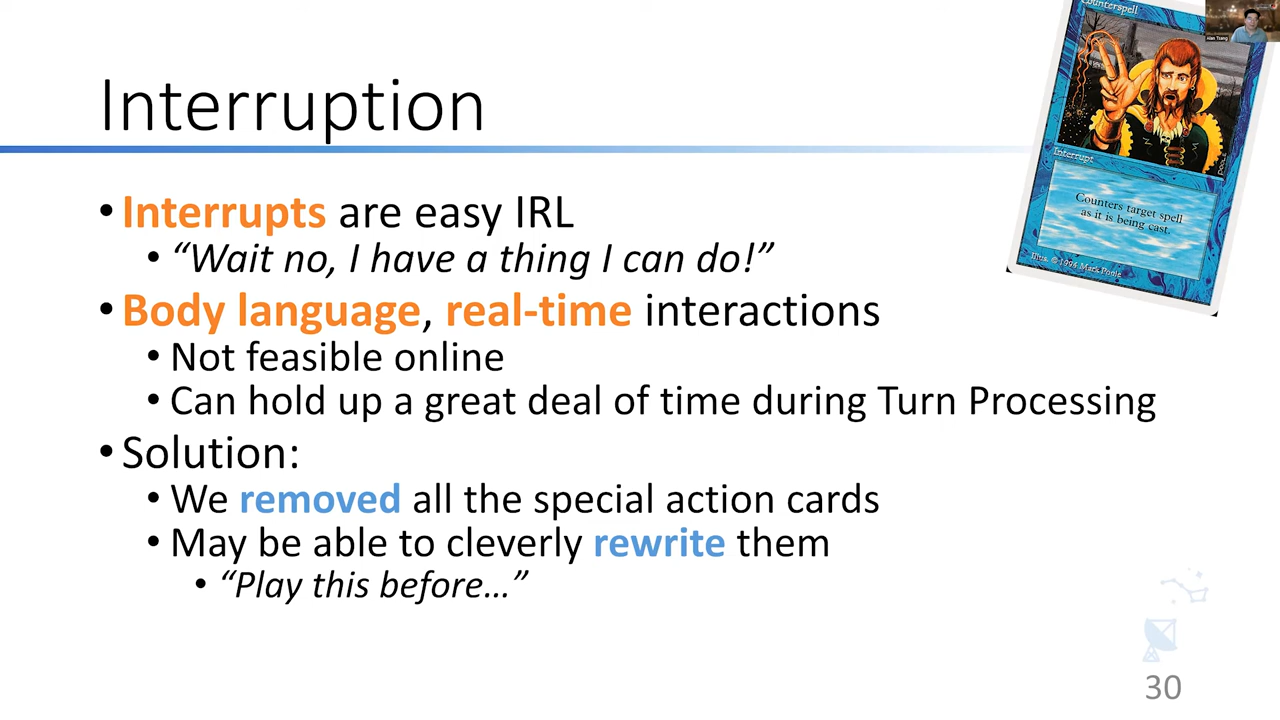 Counterspell
Alan Tsang
Interruption
Interrupt
Counters target spell
as it is being cast.
Illus. © 1994 Mark Poole
• Interrupts are easy IRL
• “Wait no, I have a thing I can do!”
• Body language, real-time interactions
• Not feasible online
• Can hold up a great deal of time during Turn Processing
• Solution:
• We removed all the special action cards
• May be able to cleverly rewrite them
• “Play this before…”
30